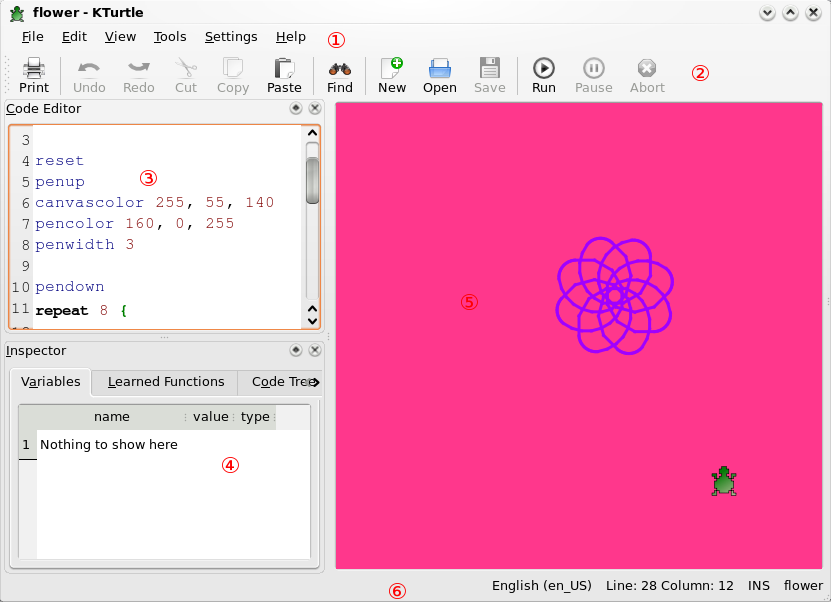 flower - KTurtle
File Edit View Tools Settings Help ①
Print Undo Redo Cut Copy Paste Find New Open Save Run Pause Abort ②
Code Editor
3
4 reset
5 penup ③
6 canvascolor 255, 55, 140
7 pencolor 160, 0, 255
8 penwidth 3
9
10 pendown
11 repeat 8 {
⑤
Inspector
Variables Learned Functions Code Tree
name value type
1 Nothing to show here
④
⑥ English (en_US) Line: 28 Column: 12 INS flower